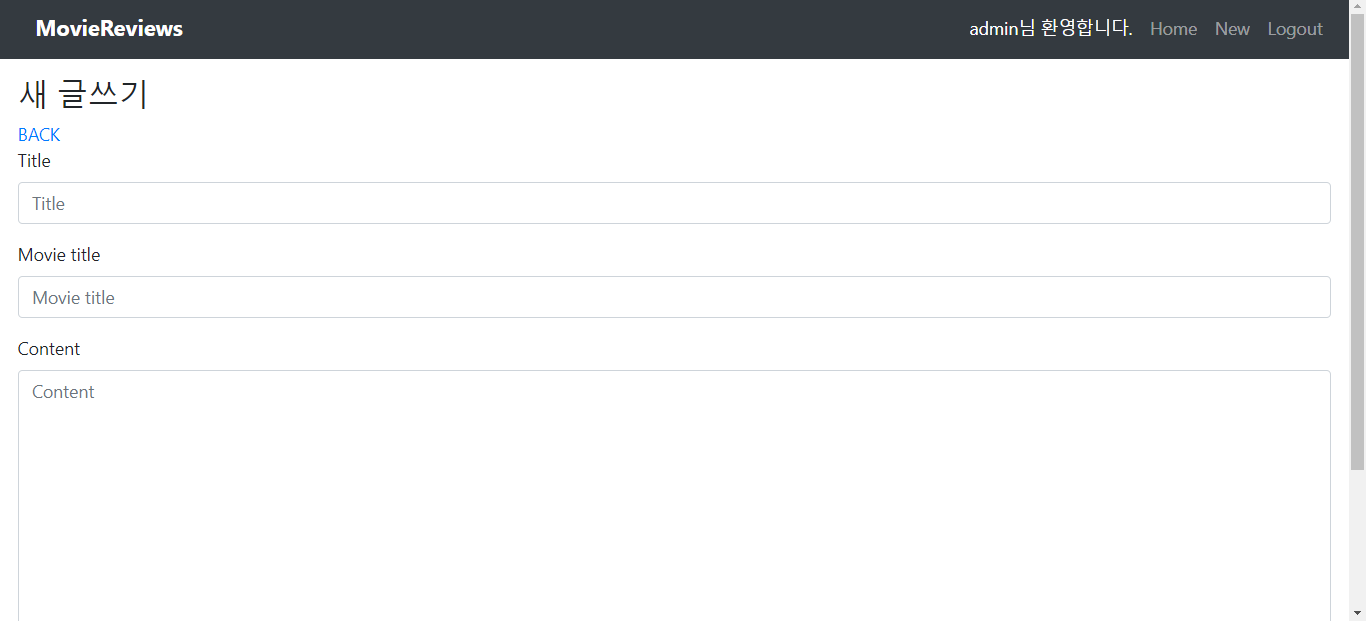 MovieReviews admin님 환영합니다. Home New Logout
새 글쓰기
BACK
Title
Title
Movie title
Movie title
Content
Content